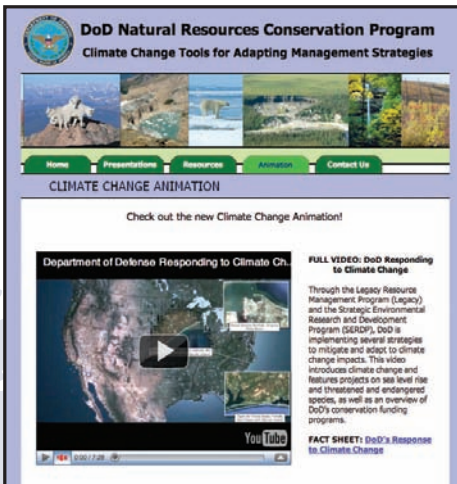 DoD Natural Resources Conservation Program
Climate Change Tools for Adapting Management Strategies
Home
Presentations
Resources
Animation
Contact Us
CLIMATE CHANGE ANIMATION
Check out the new Climate Change Animation!
Department of Defense Responding to Climate Ch...
YouTube
0:00 / 7:28
FULL VIDEO: DoD Responding
to Climate Change
Through the Legacy Resource
Management Program (Legacy)
and the Strategic Environmental
Research and Development
Program (SERDP), DoD is
implementing several strategies
to mitigate and adapt to climate
change impacts. This video
introduces climate change and
features projects on sea level rise
and threatened and endangered
species, as well as an overview of
DoD's conservation funding
programs.
FACT SHEET: DoD's Response
to Climate Change